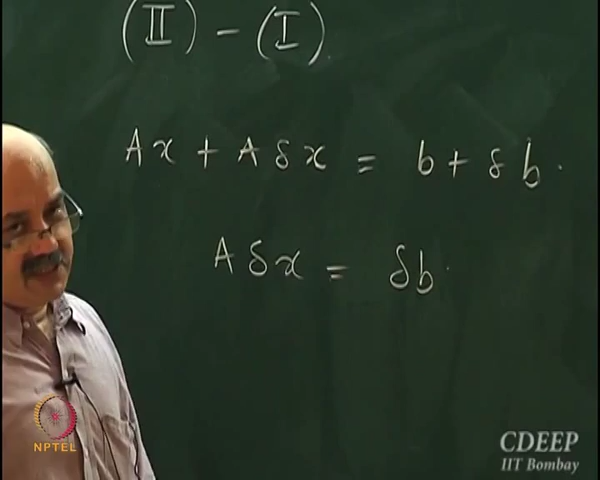 (II) - (I)
Ax + Aδx = b + δb.
Aδx = δb.
NPTEL
CDEEP
IIT Bombay